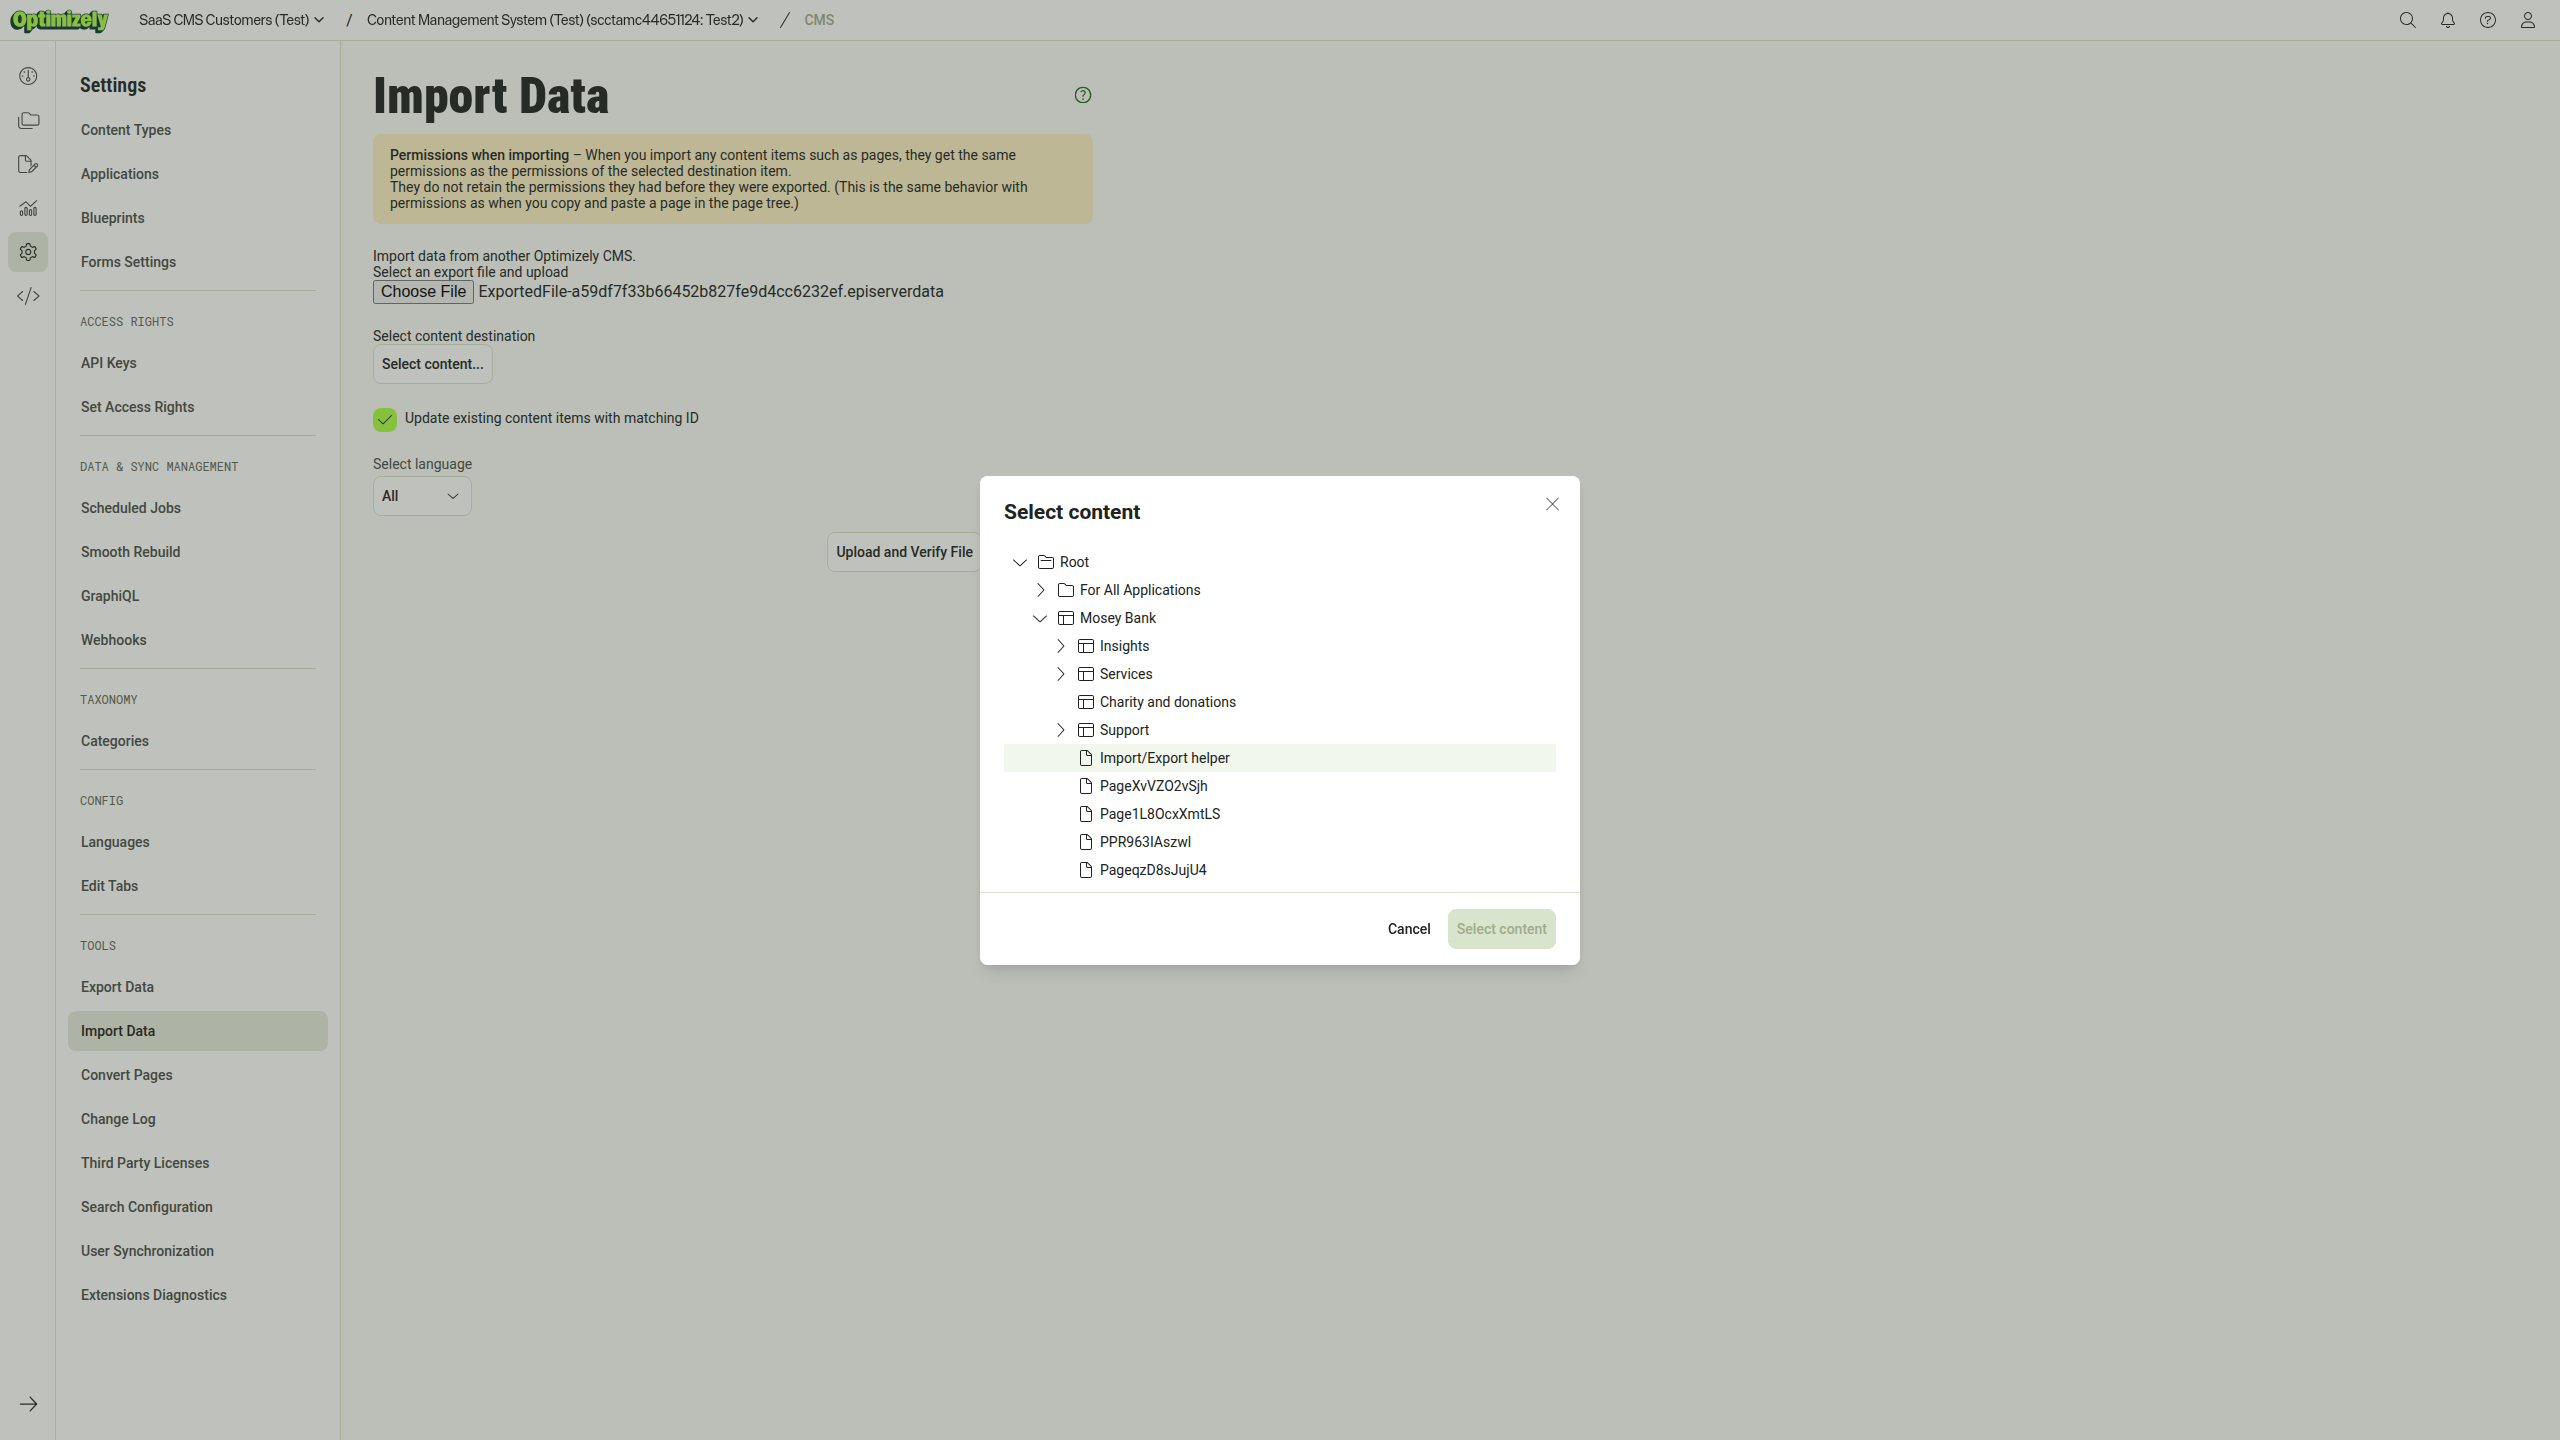 Optimizely
SaaS CMS Customers (Test) / Content Management System (Test) (scctamc44651124: Test2) / CMS
Settings
Content Types
Applications
Blueprints
Forms Settings
ACCESS RIGHTS
API Keys
Set Access Rights
DATA & SYNC MANAGEMENT
Scheduled Jobs
Smooth Rebuild
GraphiQL
Webhooks
TAXONOMY
Categories
CONFIG
Languages
Edit Tabs
TOOLS
Export Data
Import Data
Convert Pages
Change Log
Third Party Licenses
Search Configuration
User Synchronization
Extensions Diagnostics
Import Data
Permissions when importing – When you import any content items such as pages, they get the same
permissions as the permissions of the selected destination item.
They do not retain the permissions they had before they were exported. (This is the same behavior with
permissions as when you copy and paste a page in the page tree.)
Import data from another Optimizely CMS.
Select an export file and upload
Choose File ExportedFile-a59df7f33b66452b827fe9d4cc6232ef.episerverdata
Select content destination
Select content...
Update existing content items with matching ID
Select language
All
Upload and Verify File
Select content
Root
For All Applications
Mosey Bank
Insights
Services
Charity and donations
Support
Import/Export helper
PageXvVZO2vSjh
Page1L8OcxXmtLS
PPR963IAszwI
PageqzD8sJujU4
Cancel
Select content